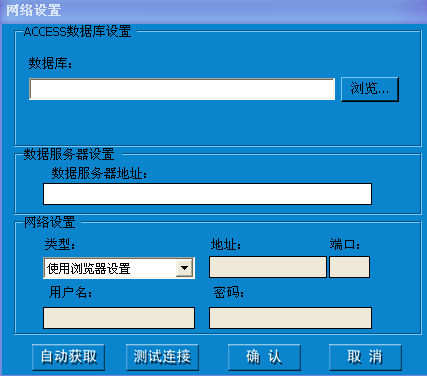 网络设置
ACCESS数据库设置
数据库：
浏览...
数据服务器设置
数据服务器地址：
网络设置
类型： 地址： 端口：
使用浏览器设置
用户名： 密码：
自动获取 测试连接 确 认 取 消